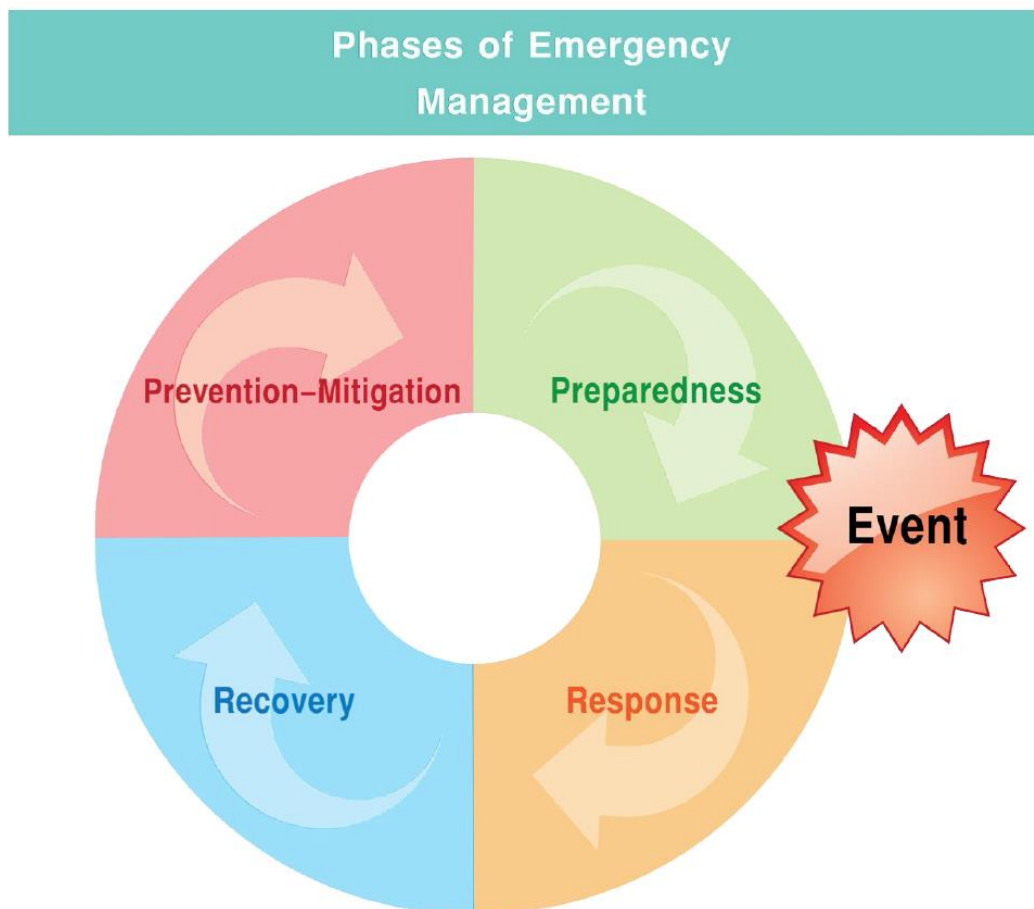 Phases of Emergency
Management
Prevention–Mitigation
Preparedness
Event
Recovery
Response